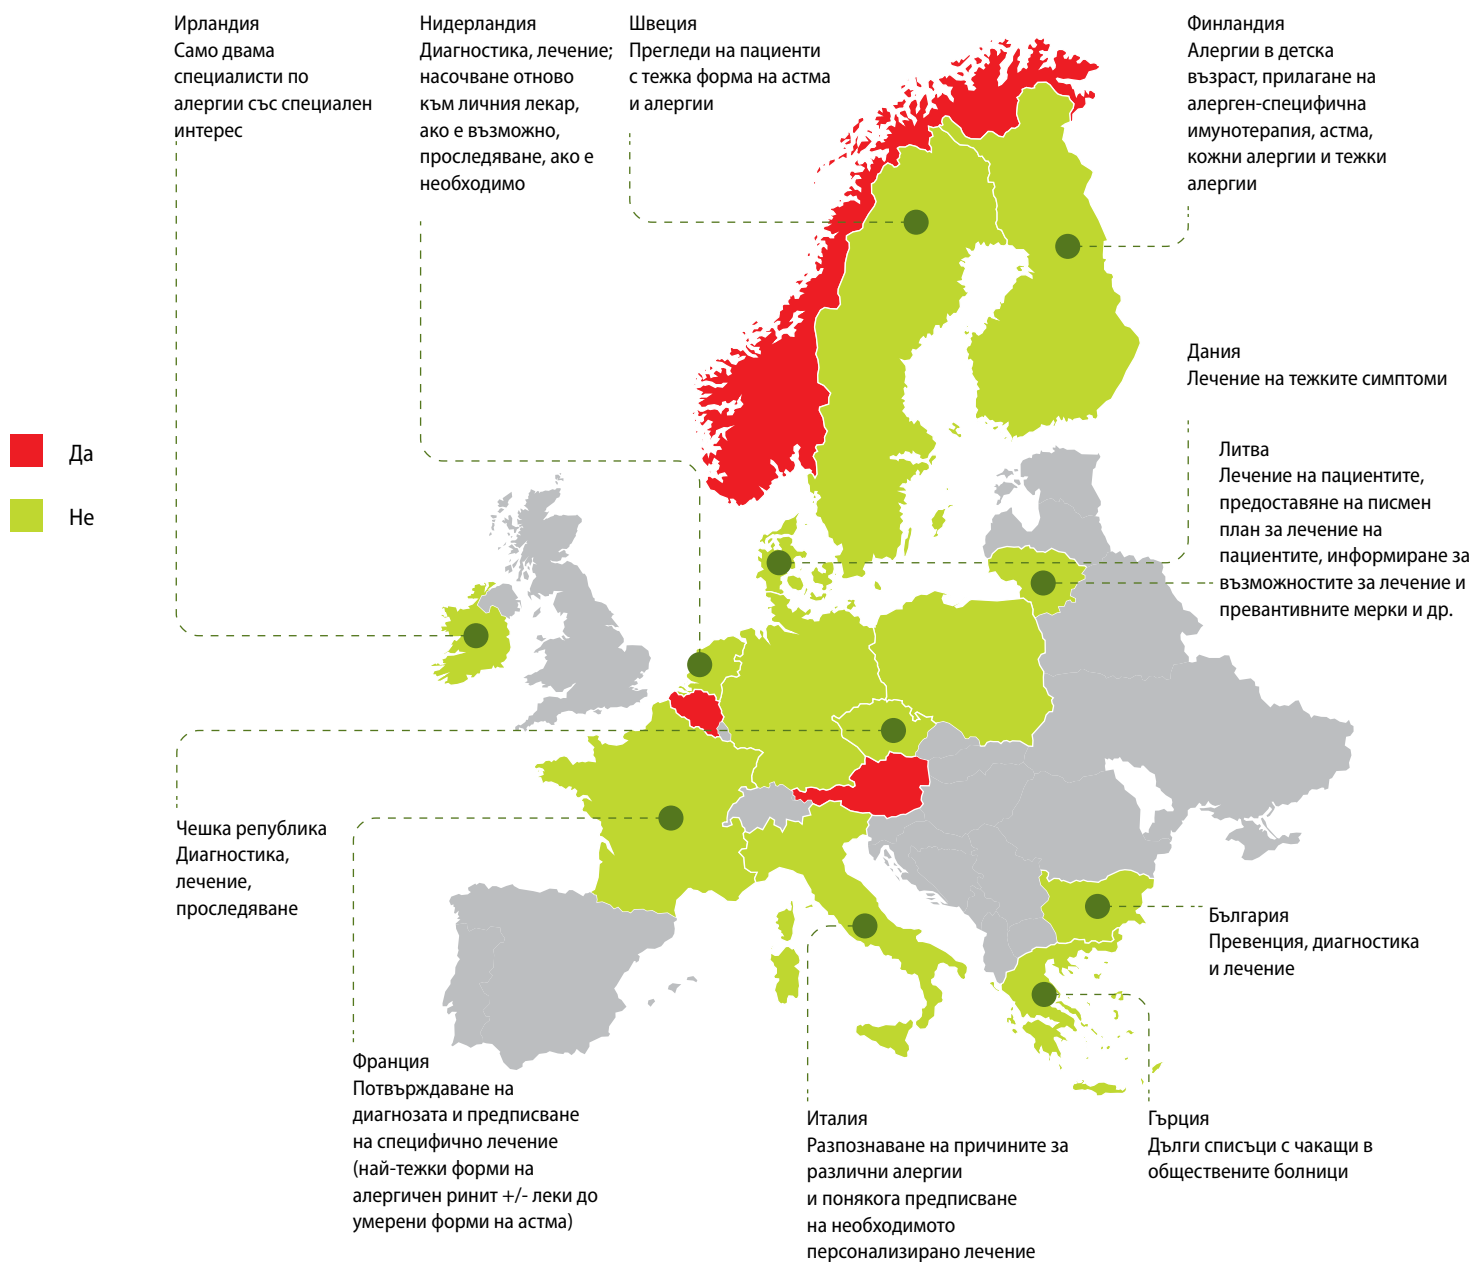 Ирландия
Само двама
специалисти по
алергии със специален
интерес
Нидерландия
Диагностика, лечение;
насочване отново
към личния лекар,
ако е възможно,
проследяване, ако е
необходимо
Швеция
Прегледи на пациенти
с тежка форма на астма
и алергии
Финландия
Алергии в детска
възраст, прилагане на
алерген-специфична
имунотерапия, астма,
кожни алергии и тежки
алергии
Дания
Лечение на тежките симптоми
Литва
Лечение на пациентите,
предоставяне на писмен
план за лечение на
пациентите, информиране за
възможностите за лечение и
превантивните мерки и др.
Да
Не
Чешка република
Диагностика,
лечение,
проследяване
България
Превенция, диагностика
и лечение
Франция
Потвърждаване на
диагнозата и предписване
на специфично лечение
(най-тежки форми на
алергичен ринит +/- леки до
умерени форми на астма)
Италия
Разпознаване на причините за
различни алергии
и понякога предписване
на необходимото
персонализирано лечение
Гърция
Дълги списъци с чакащи в
обществените болници